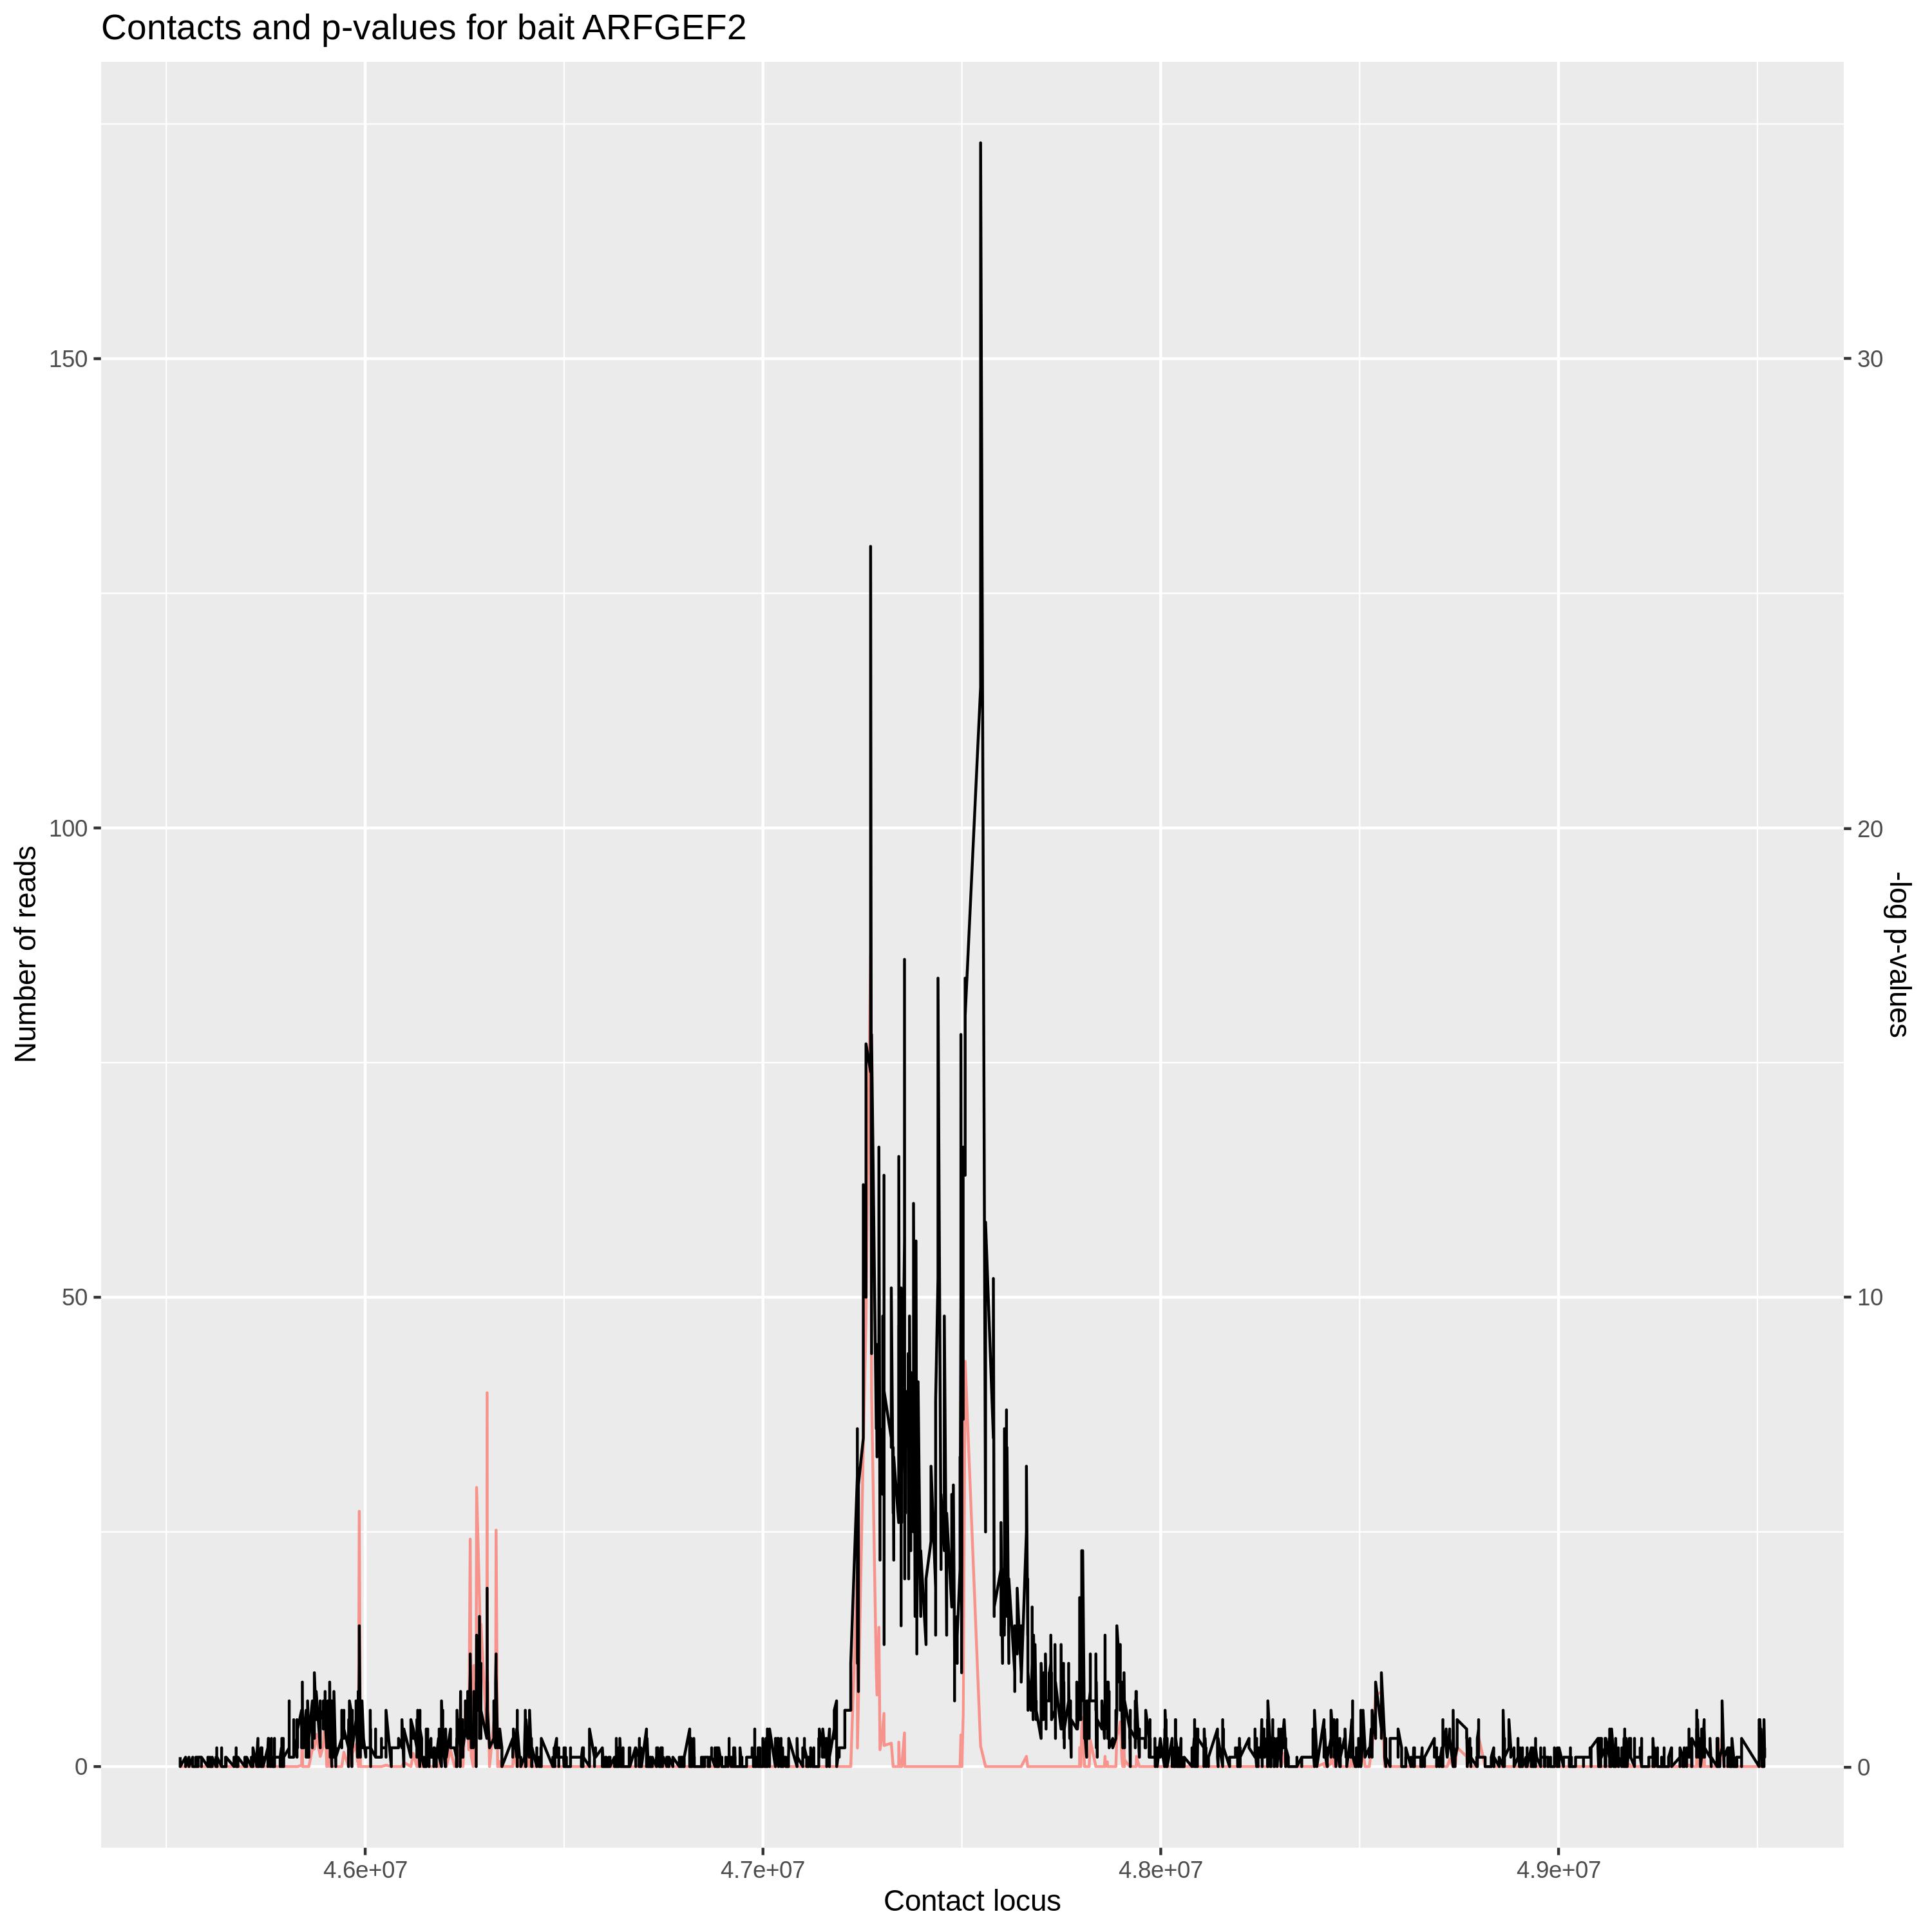 Contacts and p-values for bait ARFGEF2
150
100
50
0
30
20
10
0
Number of reads
-log p-values
4.6e+07
4.7e+07
4.8e+07
4.9e+07
Contact locus